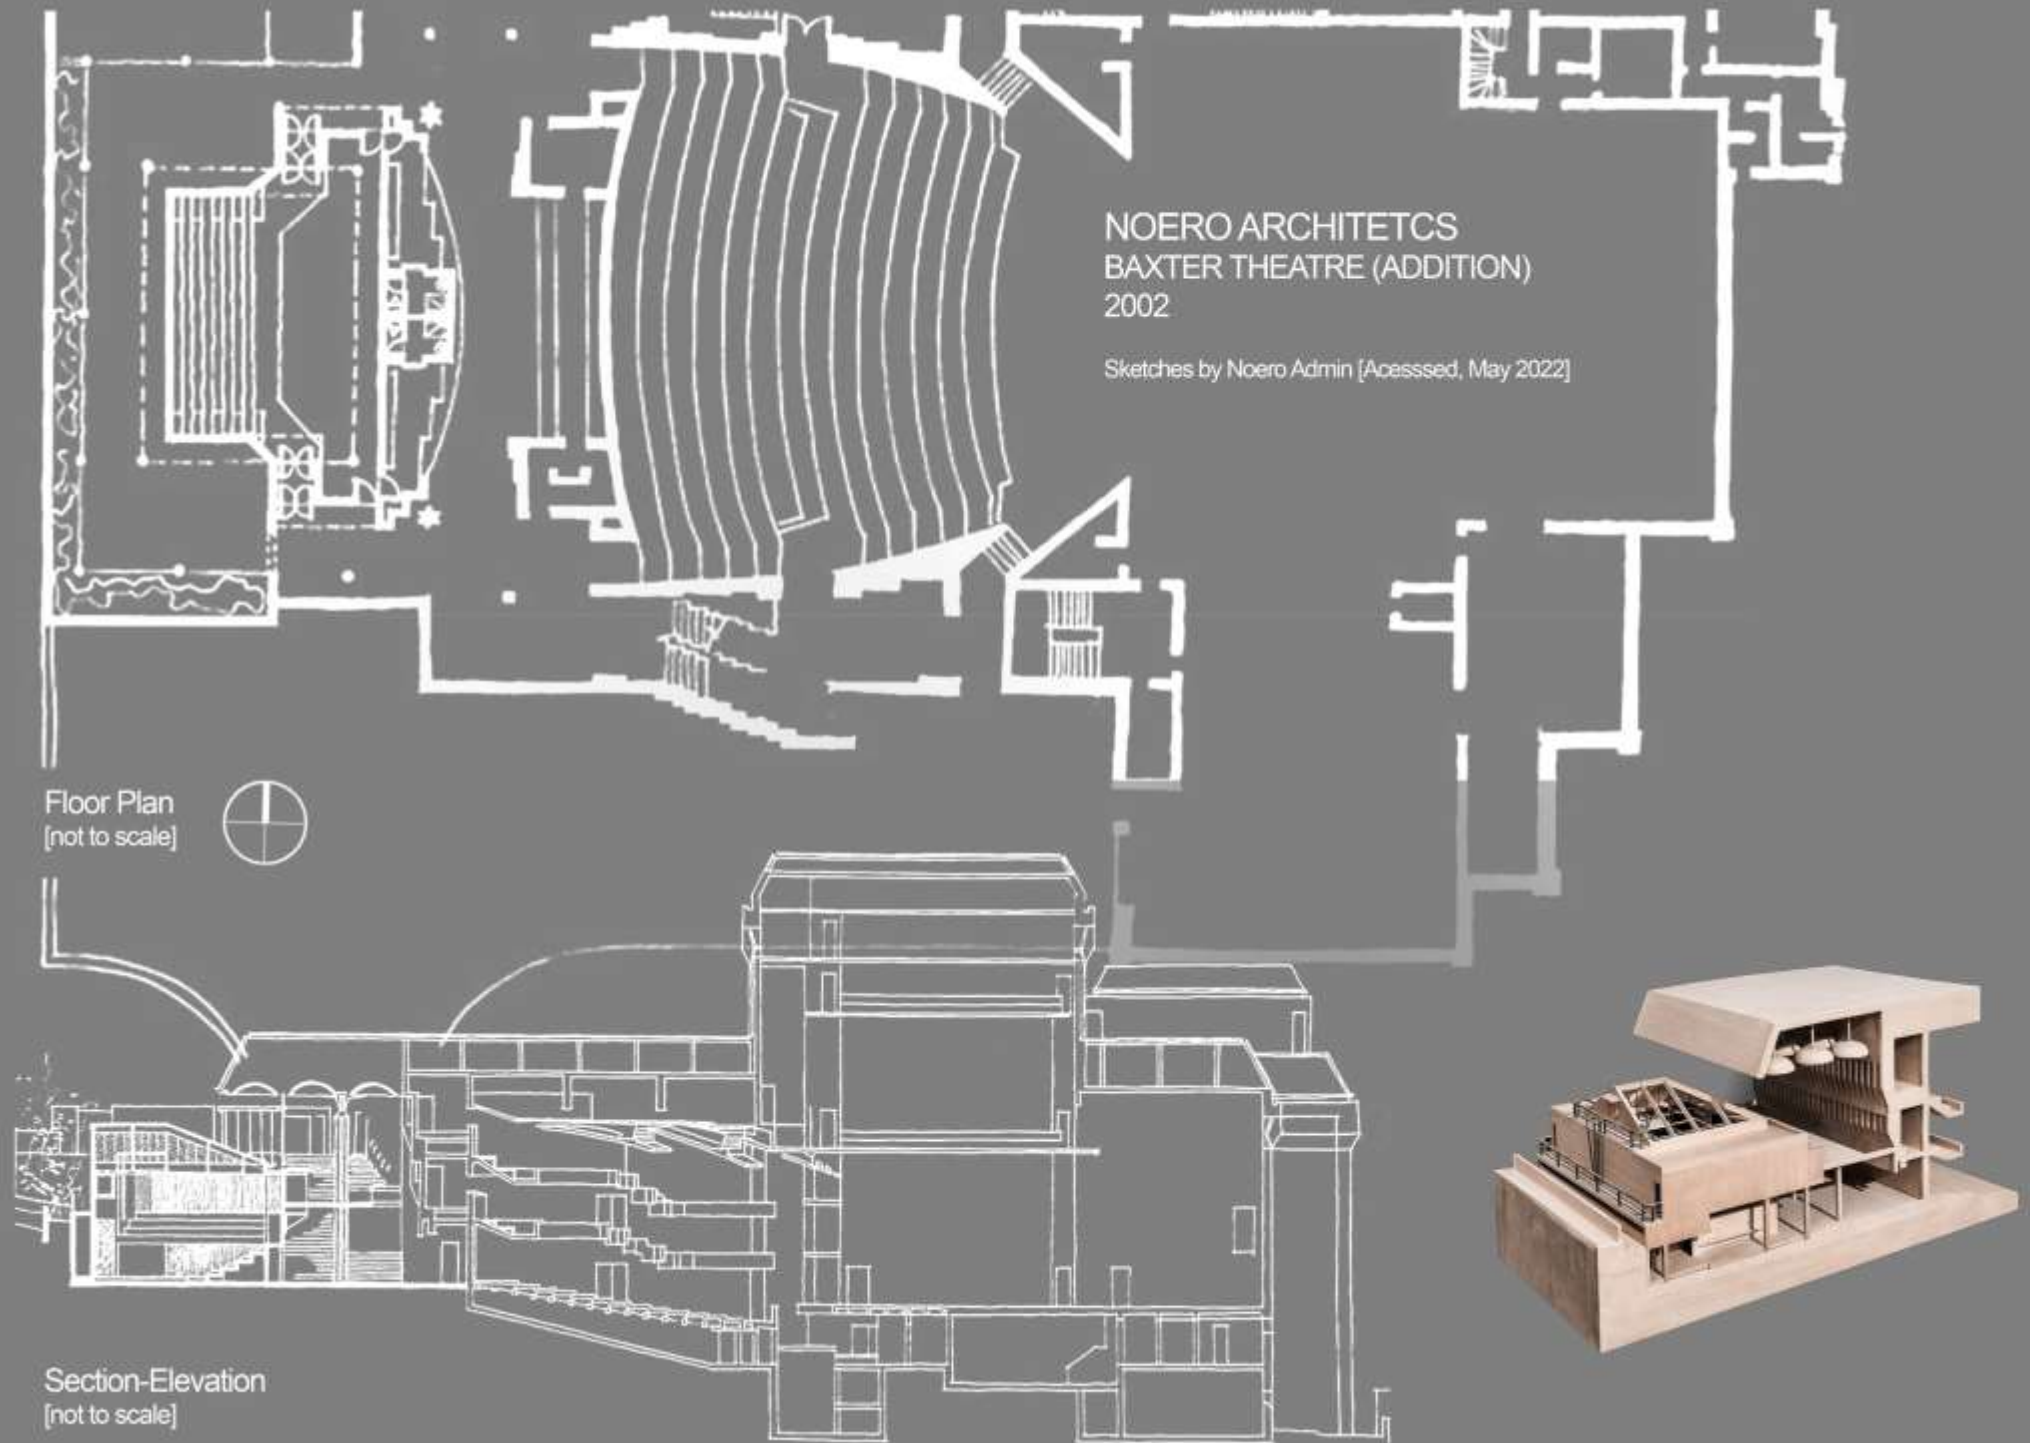 NOERO ARCHITETCS
BAXTER THEATRE (ADDITION)
2002
Sketches by Noero Admin [Acesssed, May 2022]
Floor Plan
[not to scale]
Section-Elevation
[not to scale]